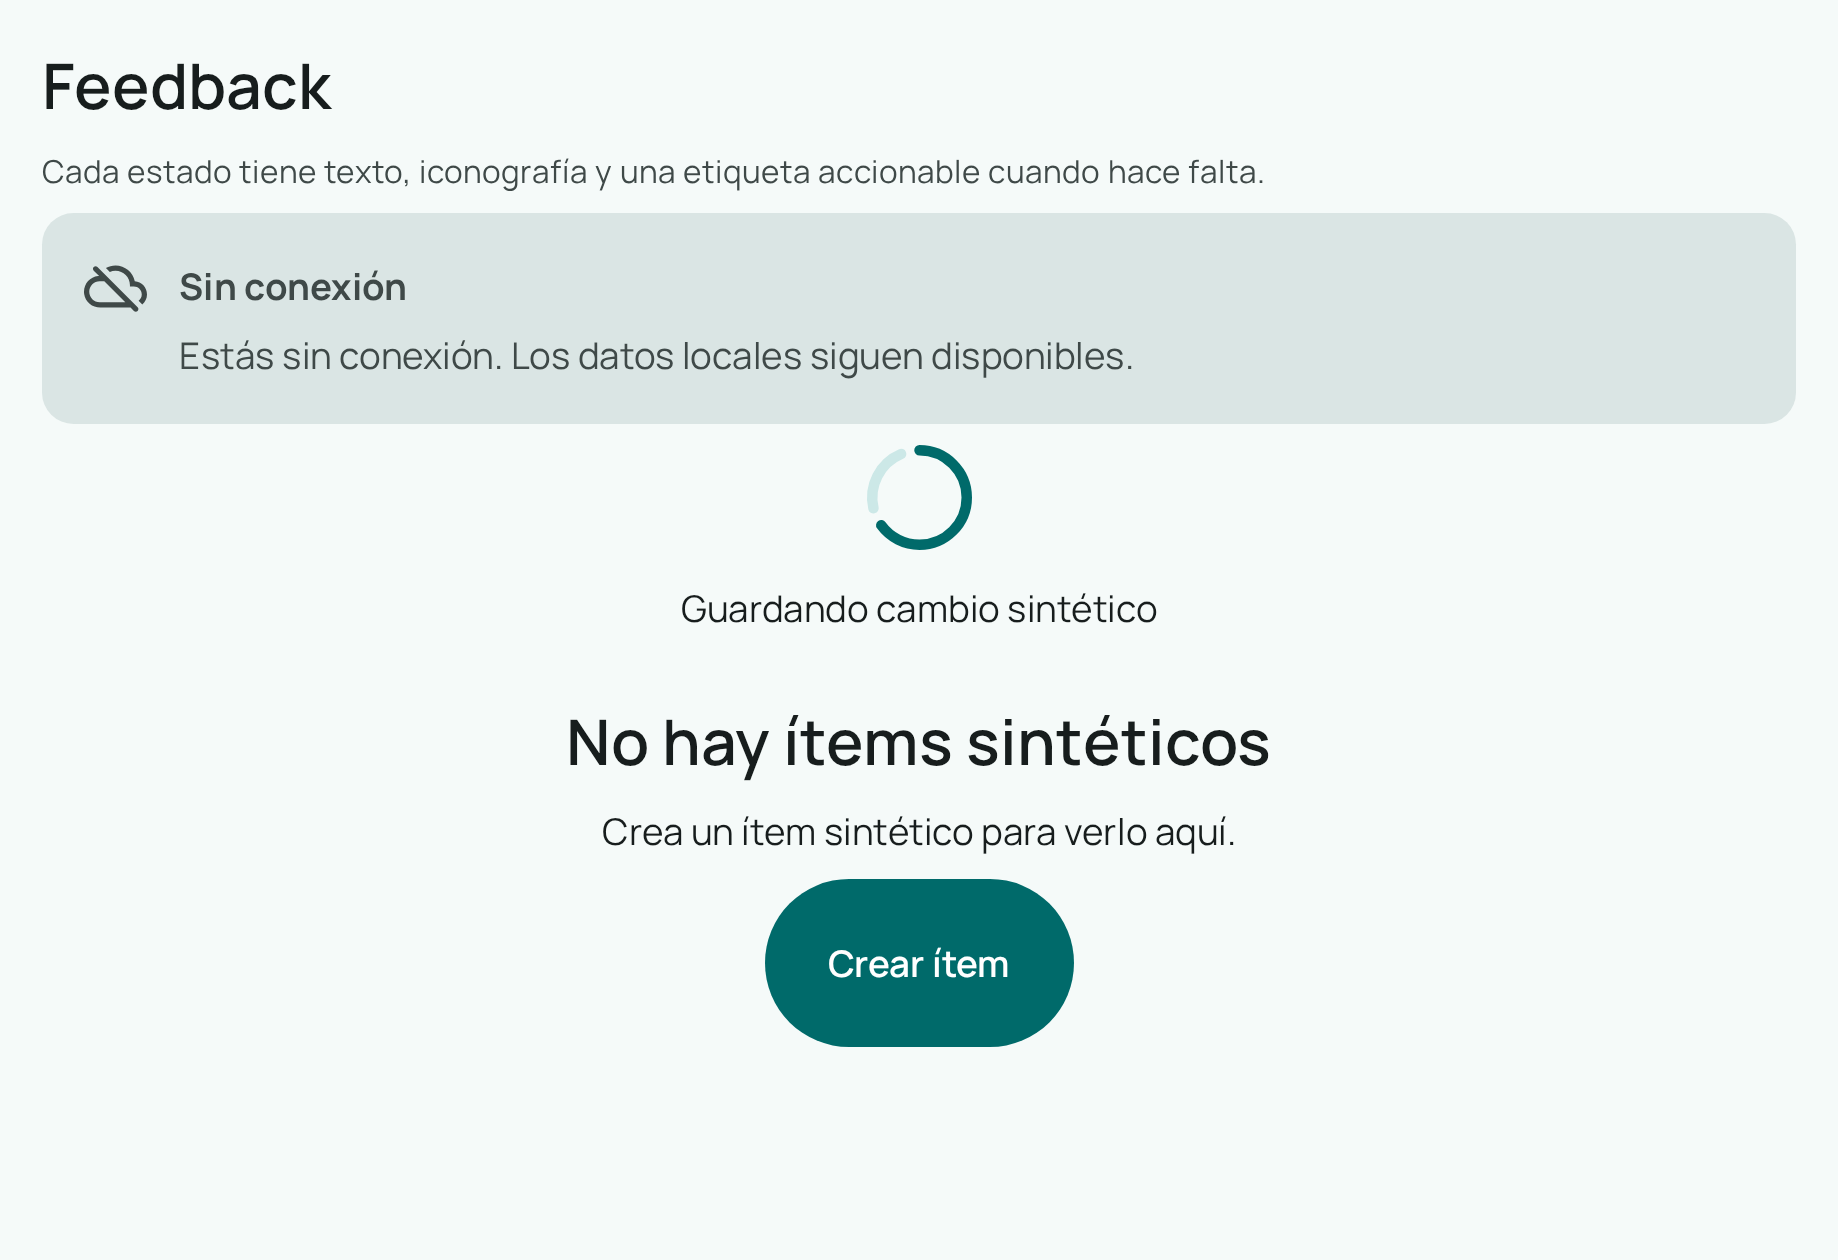 Feedback
Cada estado tiene texto, iconografía y una etiqueta accionable cuando hace falta.
Sin conexión
Estás sin conexión. Los datos locales siguen disponibles.
Guardando cambio sintético
No hay ítems sintéticos
Crea un ítem sintético para verlo aquí.
Crear ítem